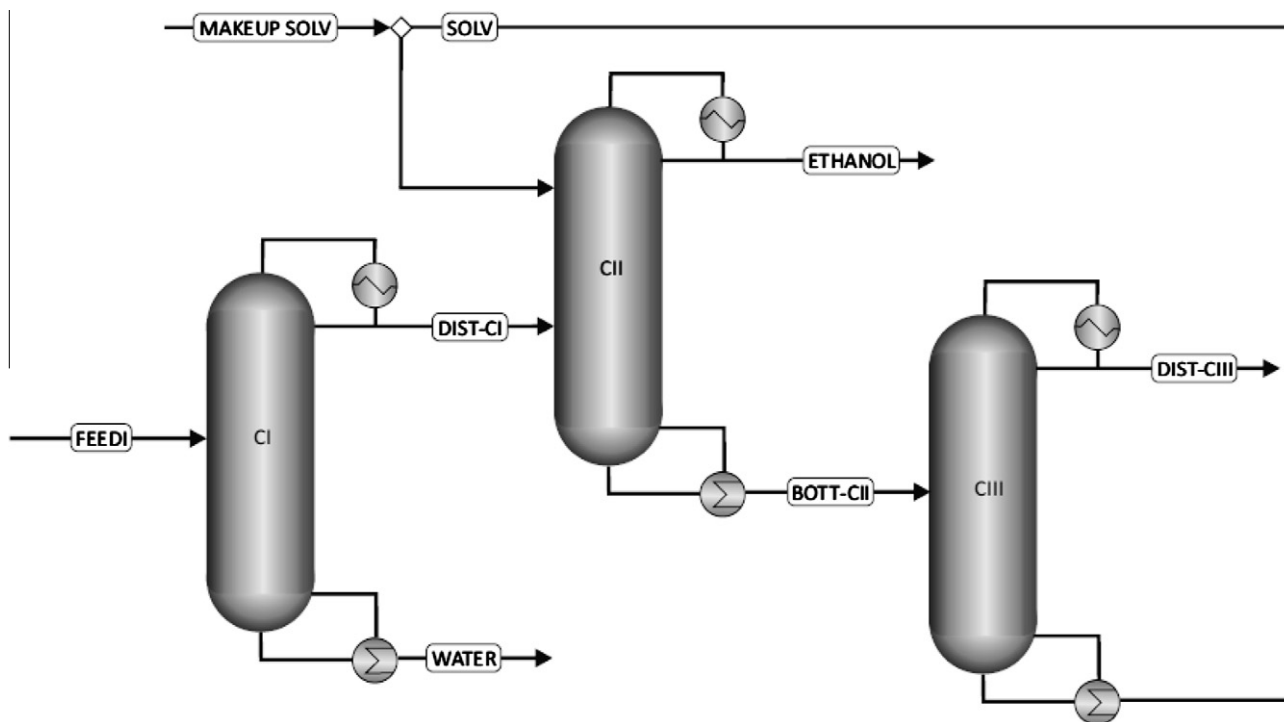 MAKEUP SOLV
SOLV
ETHANOL
CII
DIST-CI
DIST-CIII
FEEDI
CI
BOTT-CII
CIII
WATER